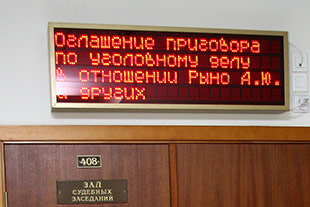 Оглашение приговора
по уголовному делу
в отношении Рыно А.Ю.
и других
408
ЗАЛ
СУДЕБНЫХ
ЗАСЕДАНИЙ